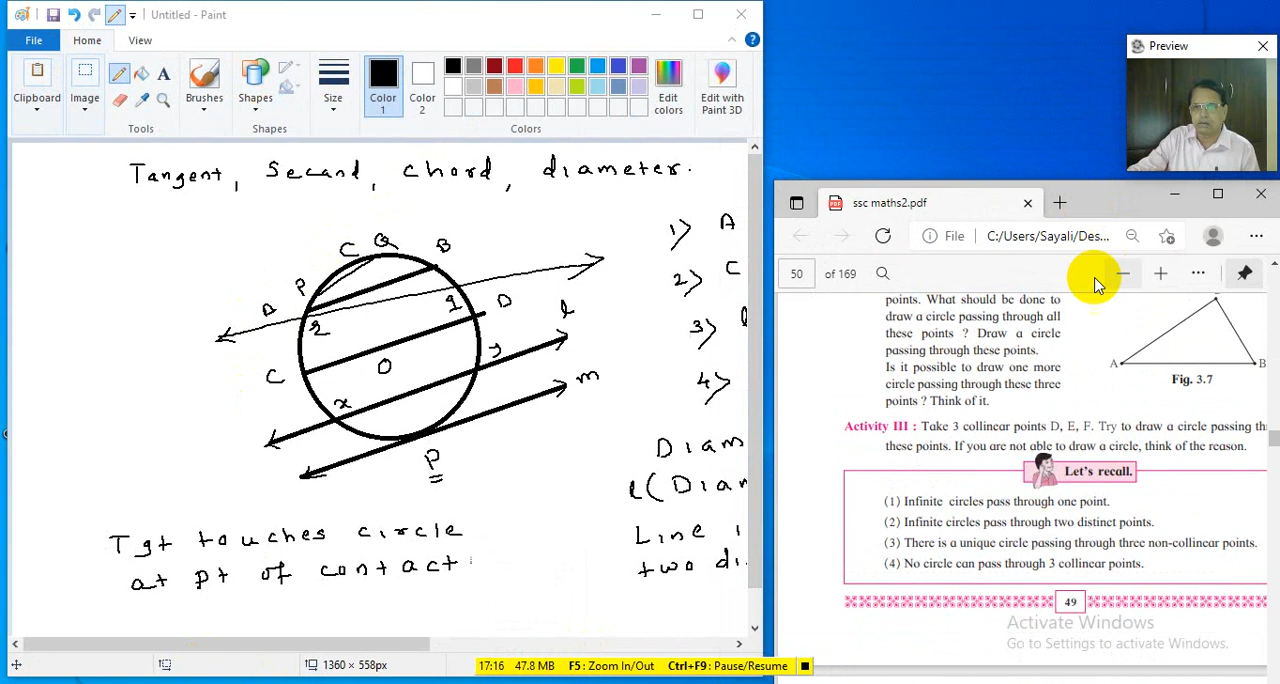 Untitled - Paint
File Home View
Clipboard
Image
Tools
Brushes
Shapes
Shapes
Size
Color 1
Color 2
Colors
Edit colors
Edit with Paint 3D
Tangent, Secand, chord, diameter.
C Q B
P
A
r
q D
l
C
O
y
m
x
P
Tgt touches circle
at pt of contact
1) A
2) C
3) l
4)
Diam
l(Diam
Line i
two di
1360 × 558px
17:16 47.8 MB F5: Zoom In/Out Ctrl+F9: Pause/Resume
Preview
ssc maths2.pdf
File C:/Users/Sayali/Des...
50 of 169
points. What should be done to
draw a circle passing through all
these points ? Draw a circle
passing through these points.
Is it possible to draw one more
circle passing through these three
points ? Think of it.
A B
Fig. 3.7
Activity III : Take 3 collinear points D, E, F. Try to draw a circle passing th
these points. If you are not able to draw a circle, think of the reason.
Let's recall.
(1) Infinite circles pass through one point.
(2) Infinite circles pass through two distinct points.
(3) There is a unique circle passing through three non-collinear points.
(4) No circle can pass through 3 collinear points.
49
Activate Windows
Go to Settings to activate Windows.